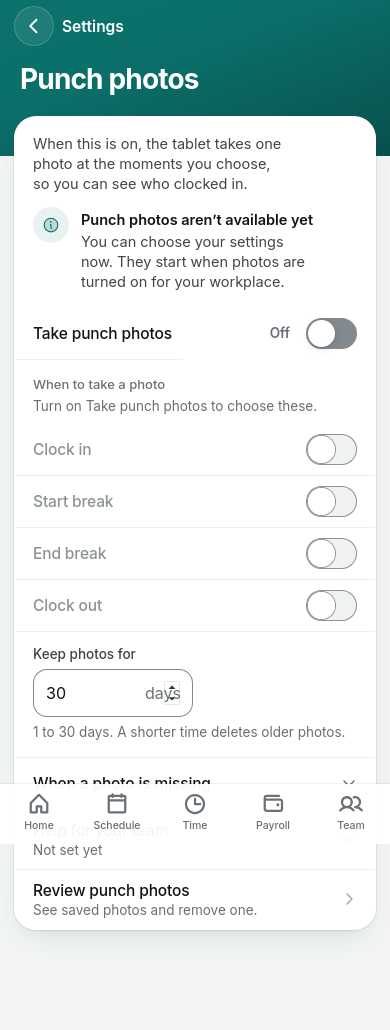 Settings
Punch photos
When this is on, the tablet takes one
photo at the moments you choose,
so you can see who clocked in.
Punch photos aren’t available yet
You can choose your settings
now. They start when photos are
turned on for your workplace.
Take punch photos
Off
When to take a photo
Turn on Take punch photos to choose these.
Clock in
Start break
End break
Clock out
Keep photos for
30
days
1 to 30 days. A shorter time deletes older photos.
When a photo is missing
Home
Schedule
Time
Payroll
Team
Not set yet
Review punch photos
See saved photos and remove one.